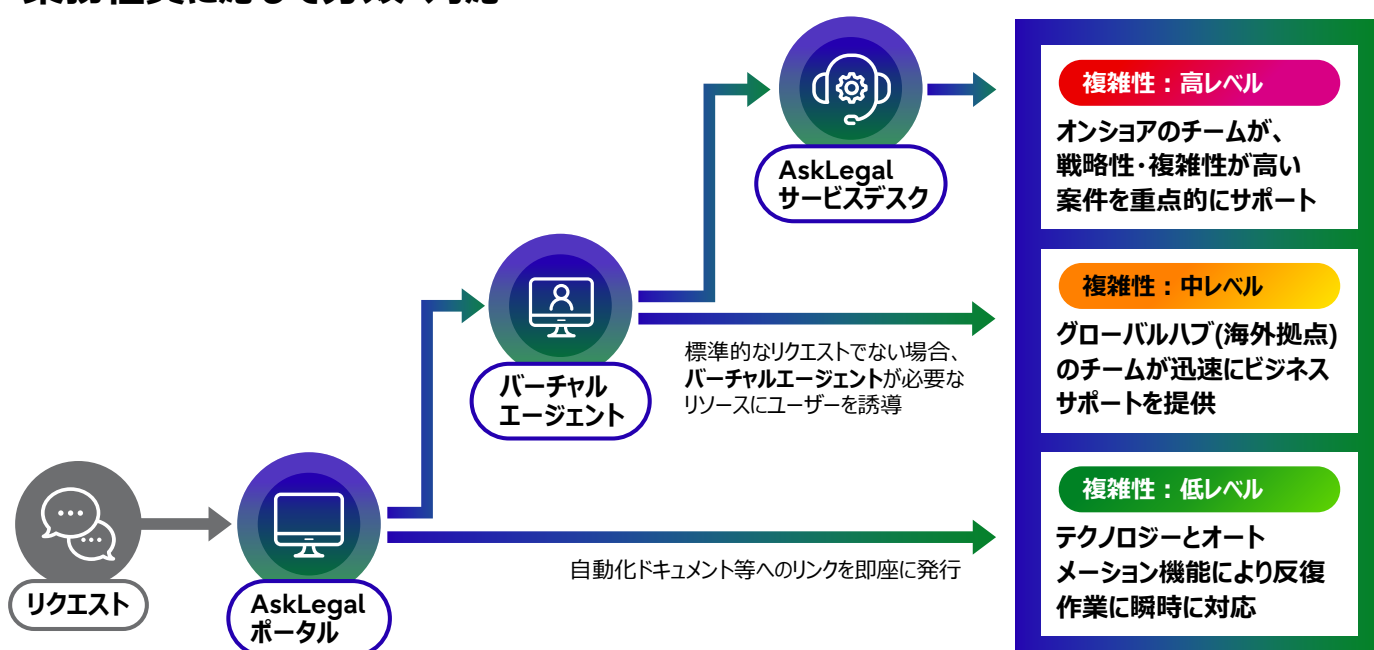 AskLegal
サービスデスク
複雑性：高レベル
オンショアのチームが、
戦略性・複雑性が高い
案件を重点的にサポート
バーチャル
エージェント
標準的なリクエストでない場合、
バーチャルエージェントが必要な
リソースにユーザーを誘導
複雑性：中レベル
グローバルハブ(海外拠点)
のチームが迅速にビジネス
サポートを提供
リクエスト
AskLegal
ポータル
自動化ドキュメント等へのリンクを即座に発行
複雑性：低レベル
テクノロジーとオート
メーション機能により反復
作業に瞬時に対応